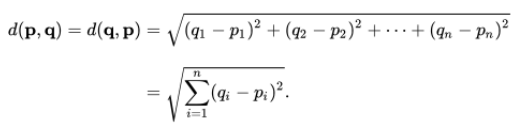 d(p, q) = d(q, p) = √((q₁ − p₁)² + (q₂ − p₂)² + ··· + (qₙ − pₙ)²)
= √(∑ᵢ₌₁ⁿ (qᵢ − pᵢ)²).